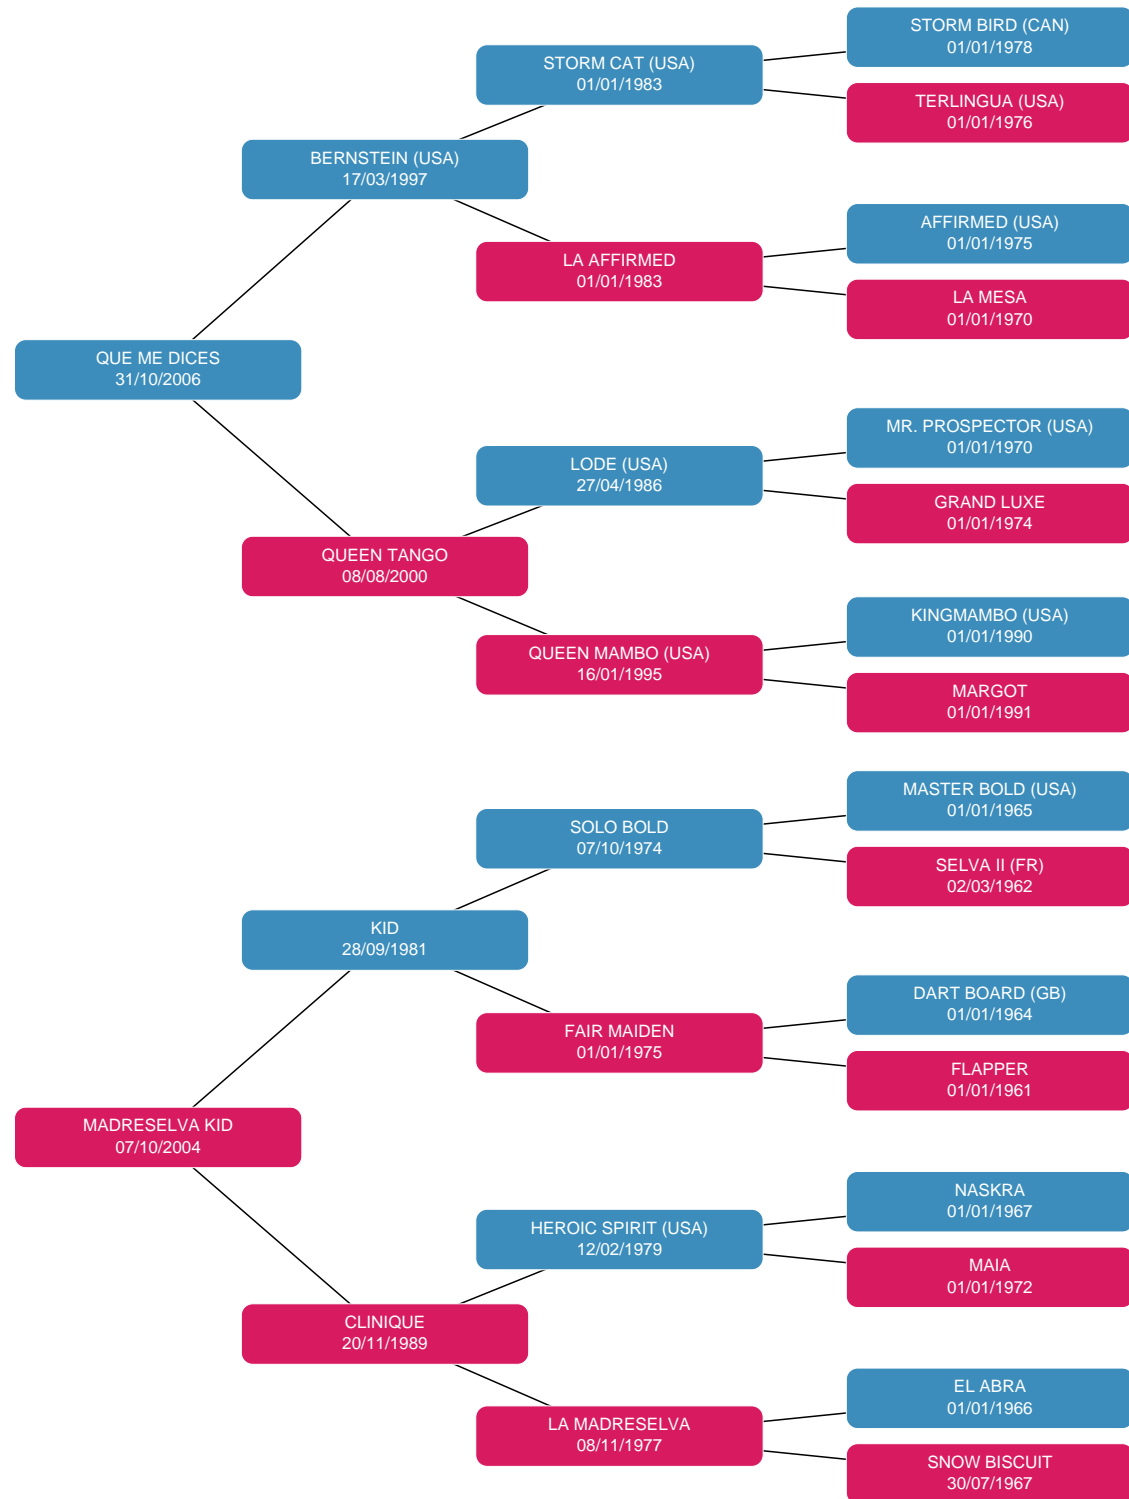 STORM BIRD (CAN)
01/01/1978
STORM CAT (USA)
01/01/1983
TERLINGUA (USA)
01/01/1976
BERNSTEIN (USA)
17/03/1997
AFFIRMED (USA)
01/01/1975
LA AFFIRMED
01/01/1983
LA MESA
01/01/1970
QUE ME DICES
31/10/2006
MR. PROSPECTOR (USA)
01/01/1970
LODE (USA)
27/04/1986
GRAND LUXE
01/01/1974
QUEEN TANGO
08/08/2000
KINGMAMBO (USA)
01/01/1990
QUEEN MAMBO (USA)
16/01/1995
MARGOT
01/01/1991
MASTER BOLD (USA)
01/01/1965
SOLO BOLD
07/10/1974
SELVA II (FR)
02/03/1962
KID
28/09/1981
DART BOARD (GB)
01/01/1964
FAIR MAIDEN
01/01/1975
FLAPPER
01/01/1961
MADRESELVA KID
07/10/2004
NASKRA
01/01/1967
HEROIC SPIRIT (USA)
12/02/1979
MAIA
01/01/1972
CLINIQUE
20/11/1989
EL ABRA
01/01/1966
LA MADRESELVA
08/11/1977
SNOW BISCUIT
30/07/1967